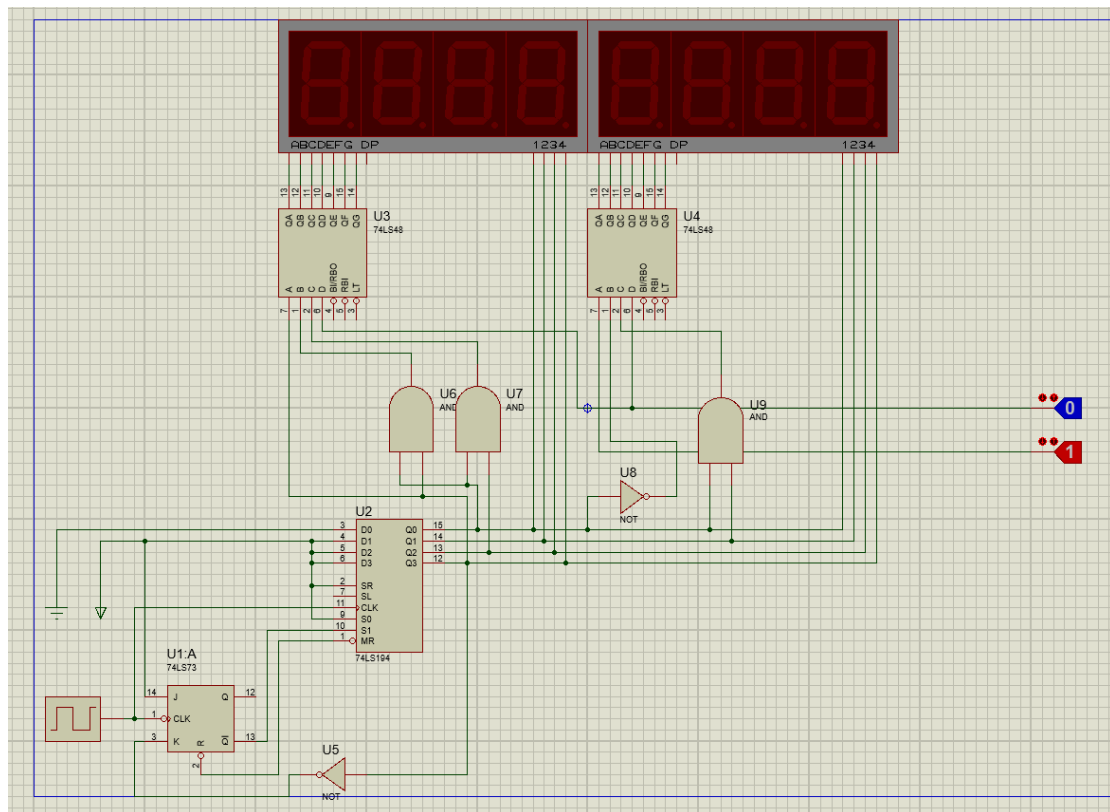 ABCDEFG DP 1234 ABCDEFG DP 1234
13 12 11 10 9 15 14 13 12 11 10 9 15 14
QA QB QC QD QE QF QG U3 QA QB QC QD QE QF QG U4
74LS48 74LS48
A B C D BI/RBO RBI LT A B C D BI/RBO RBI LT
7 1 2 6 4 5 3 7 1 2 6 4 5 3
U6 U7 U9
AND AND AND
0
1
U8
NOT
U2
3 D0 Q0 15
4 D1 Q1 14
5 D2 Q2 13
6 D3 Q3 12
2 SR
7 SL
11 CLK
9 S0
10 S1
1 MR
74LS194
U1:A
74LS73
14 J Q 12
1 CLK
3 K R Q 13
2
U5
NOT